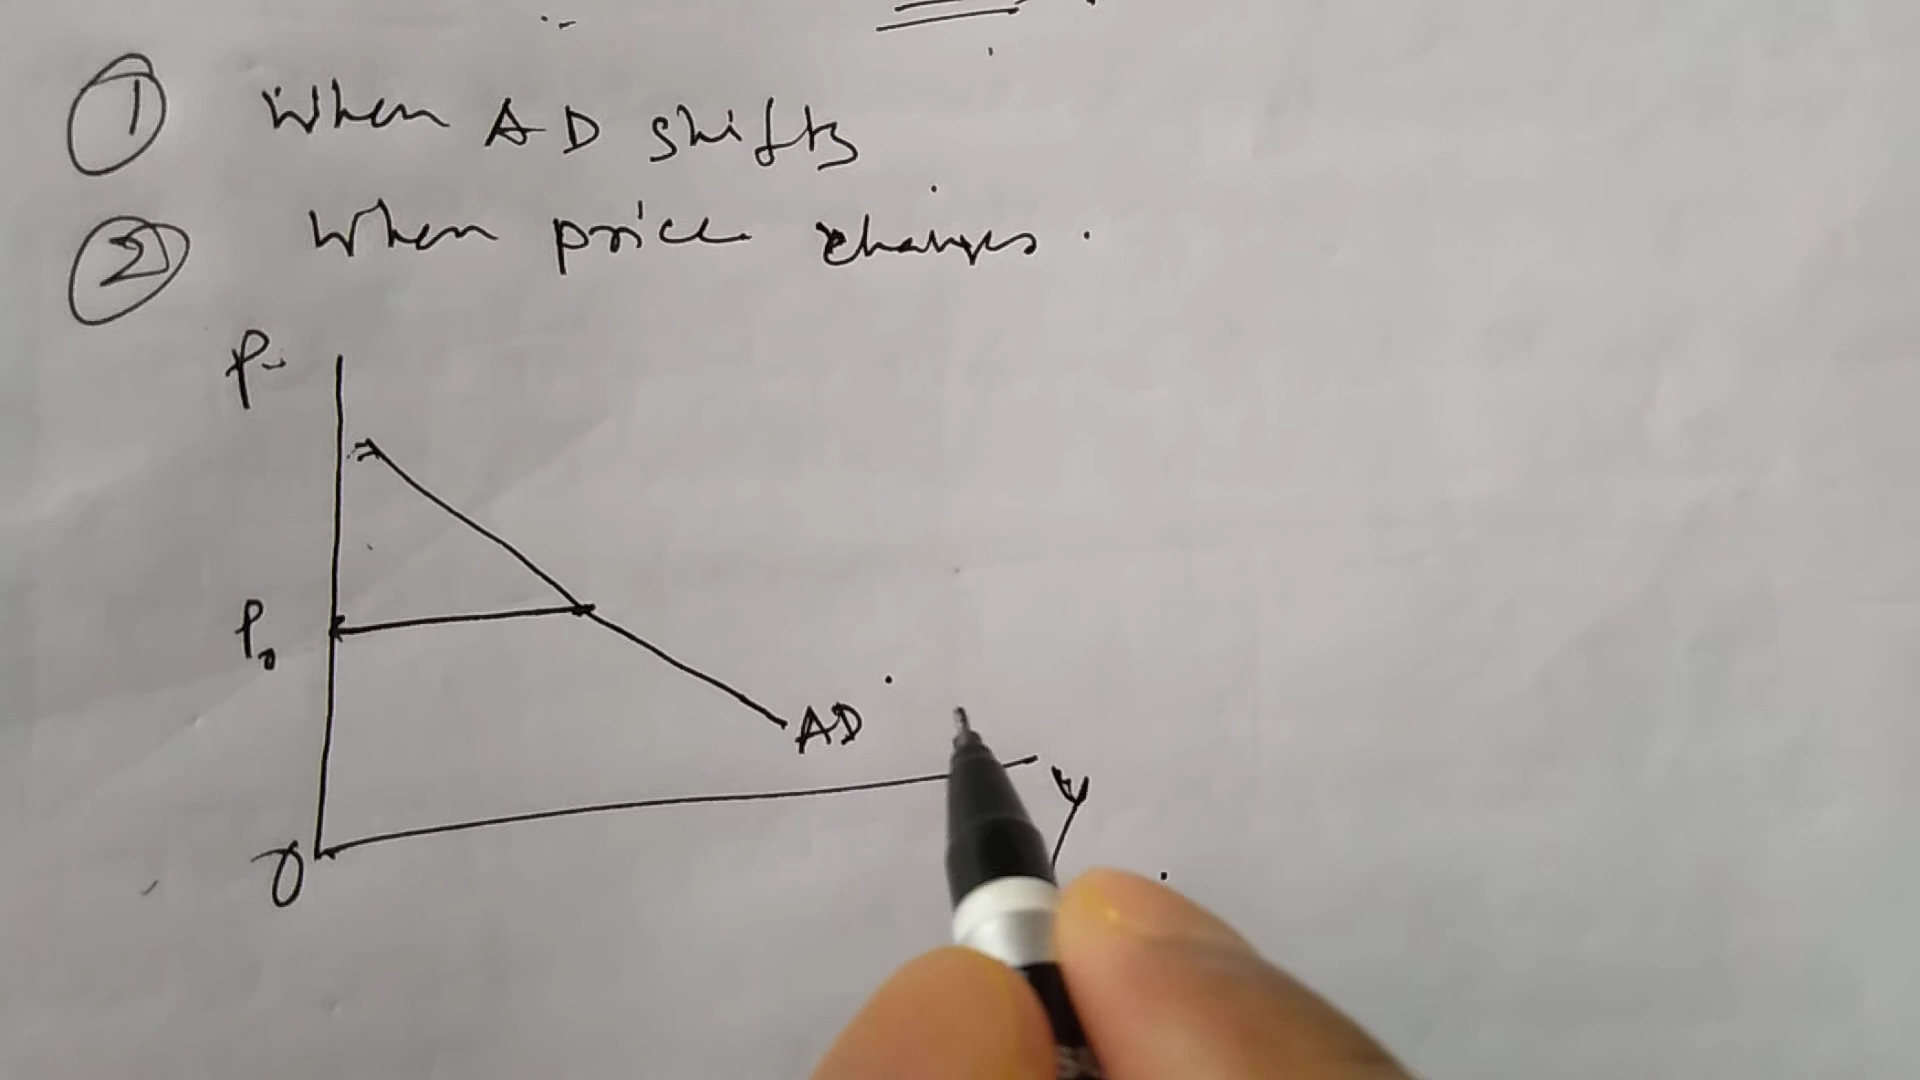 ① When AD shifts
② When price changes.
P
P₀
AD
Y
O